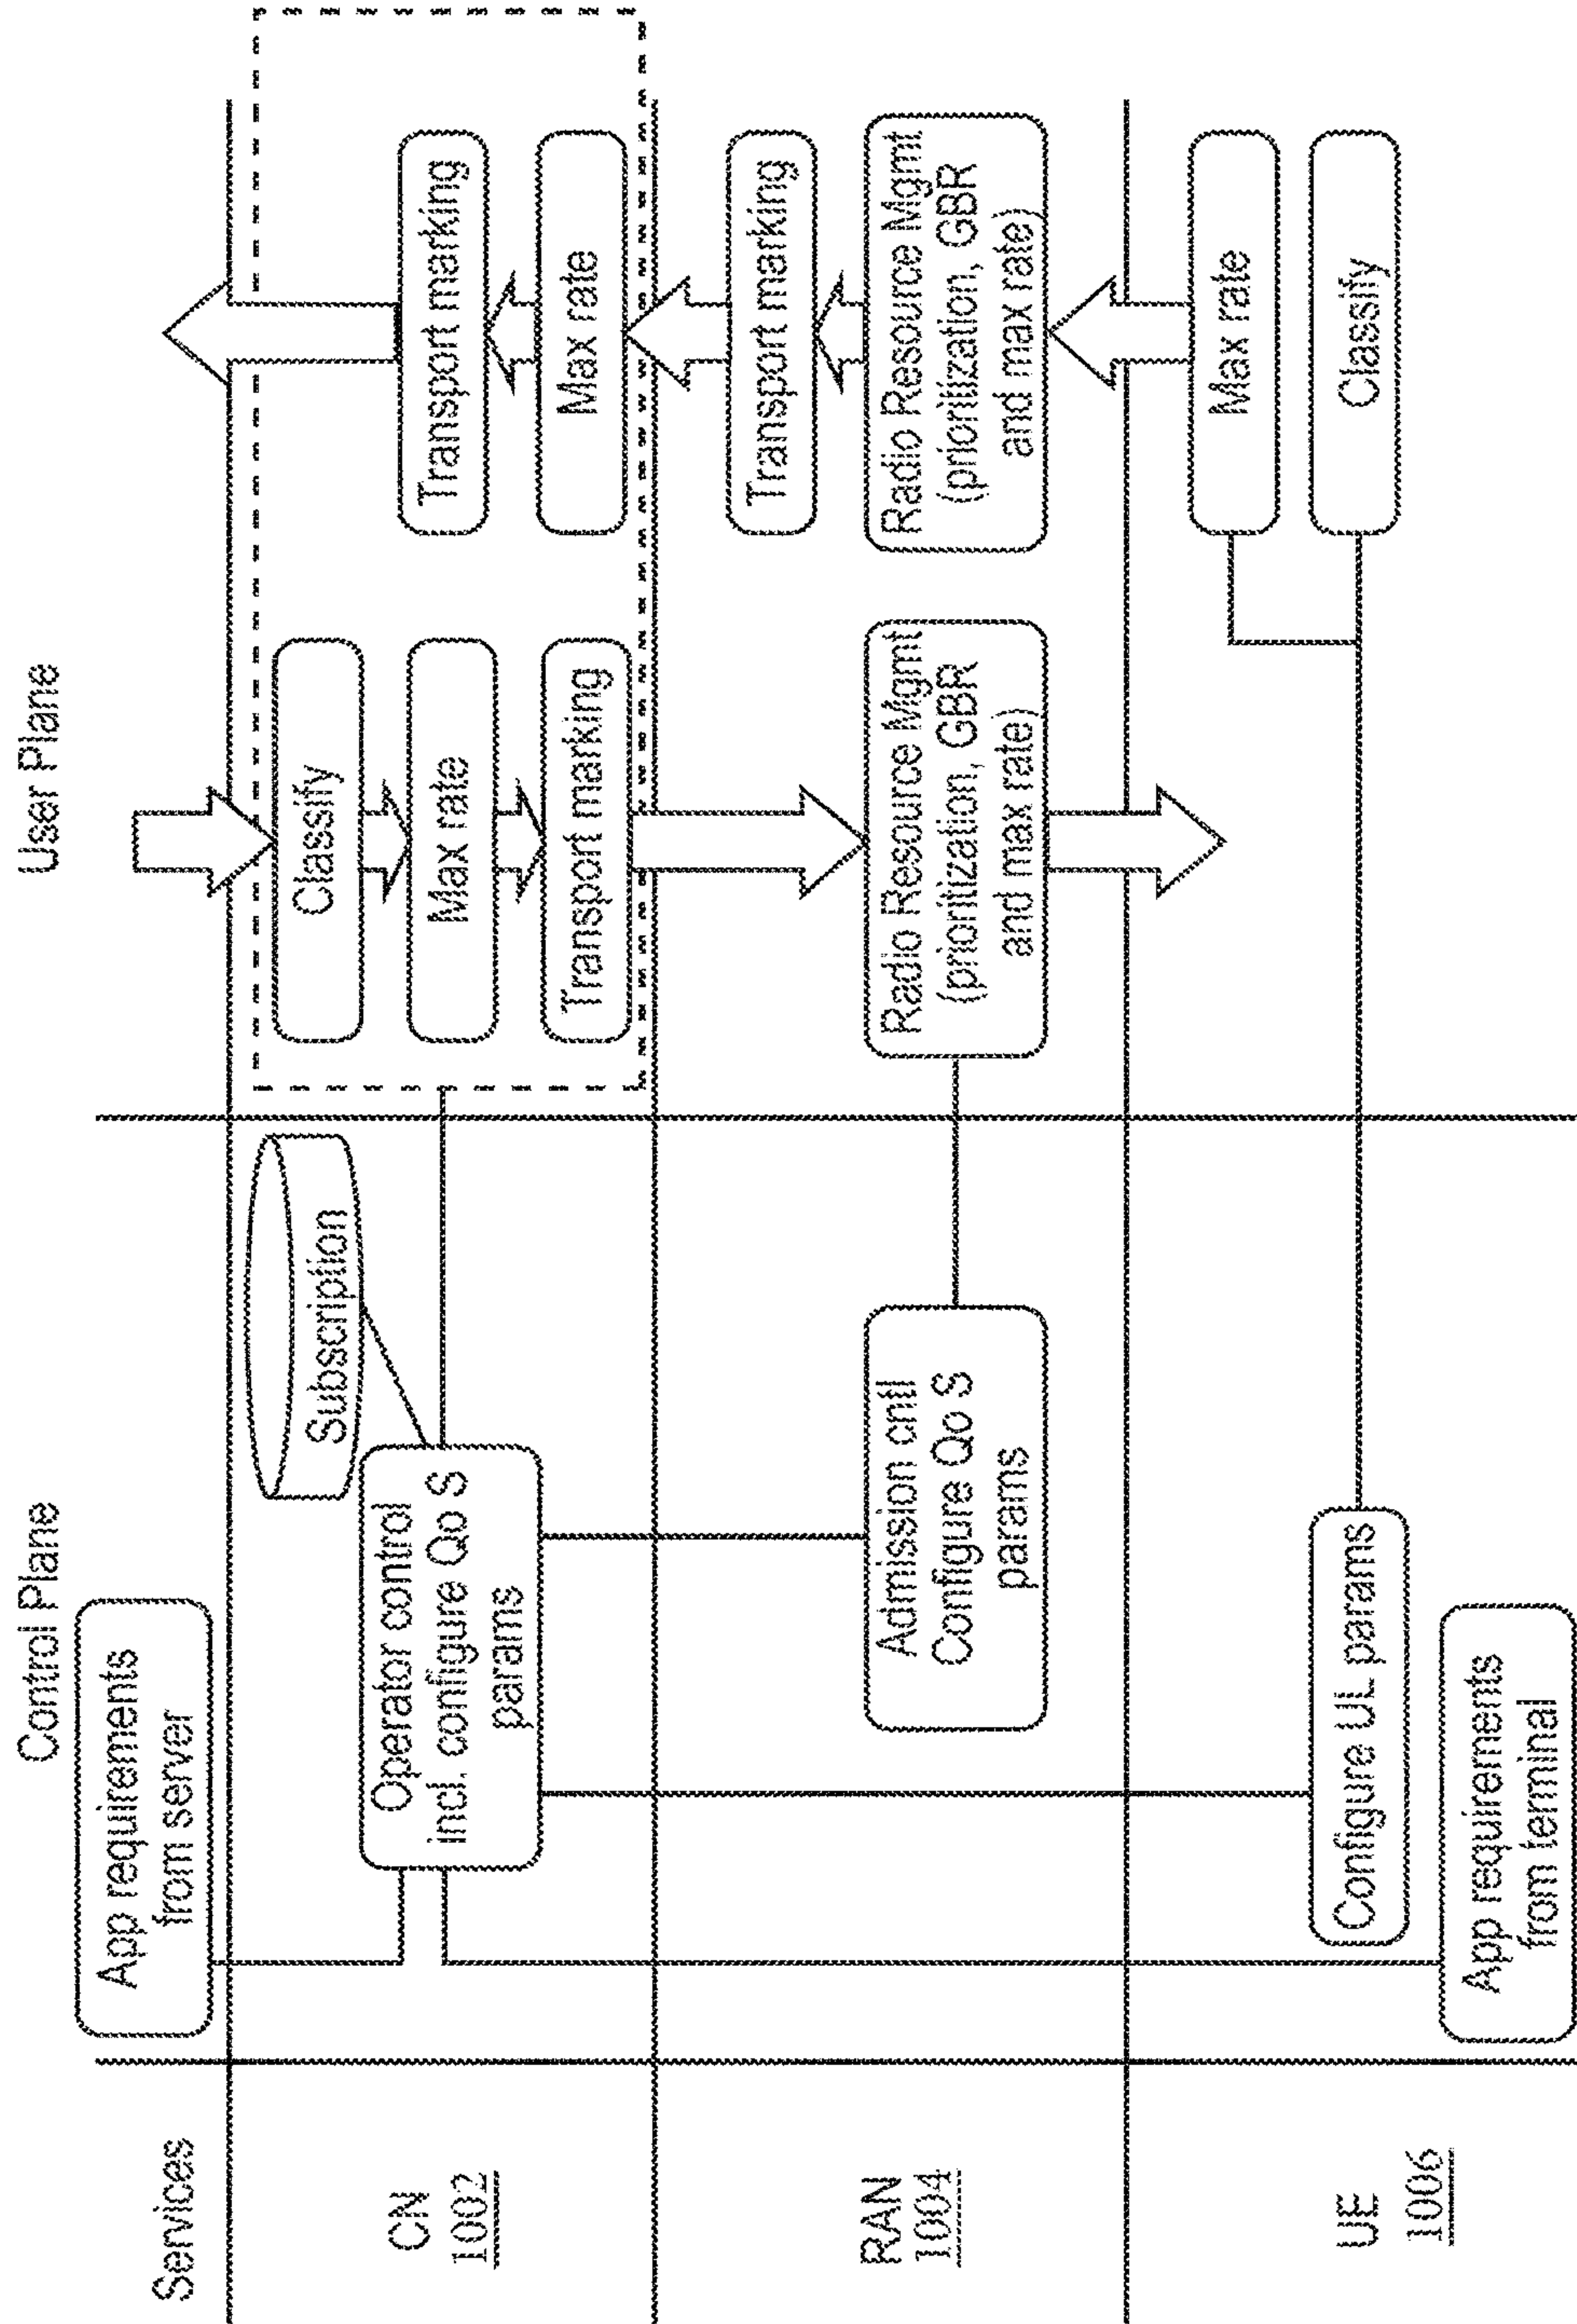 Control Plane
User Plane
Services
App requirements
from server
CN
1002
Operator control
incl. configure Qo S
params
Subscription
Classify
Max rate
Transport marking
Transport marking
Max rate
RAN
1004
Admission cntl
Configure Qo S
params
Radio Resource Mgmt
(prioritization, GBR
and max rate)
Transport marking
Radio Resource Mgmt
(prioritization, GBR
and max rate)
UE
1006
Configure UL params
App requirements
from terminal
Max rate
Classify